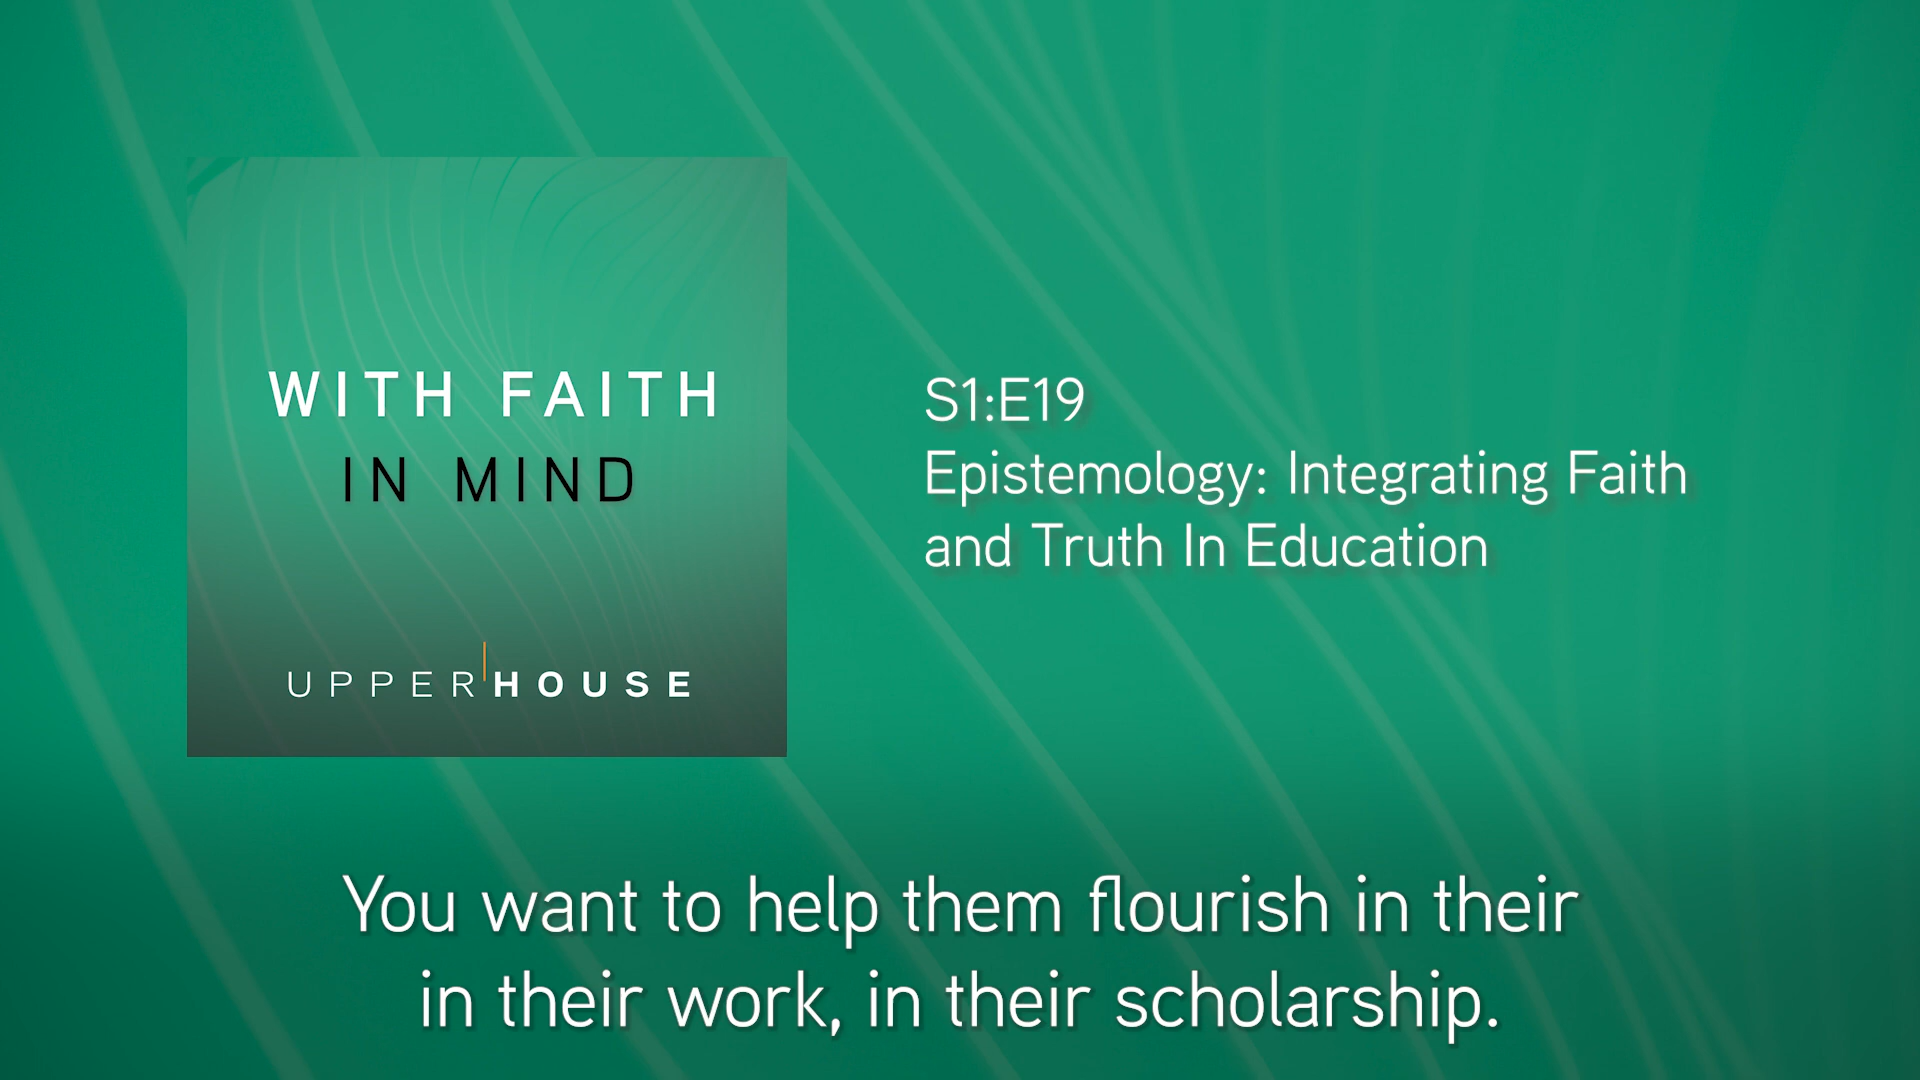 WITH FAITH
IN MIND
UPPER HOUSE
S1:E19
Epistemology: Integrating Faith
and Truth In Education
You want to help them flourish in their
in their work, in their scholarship.